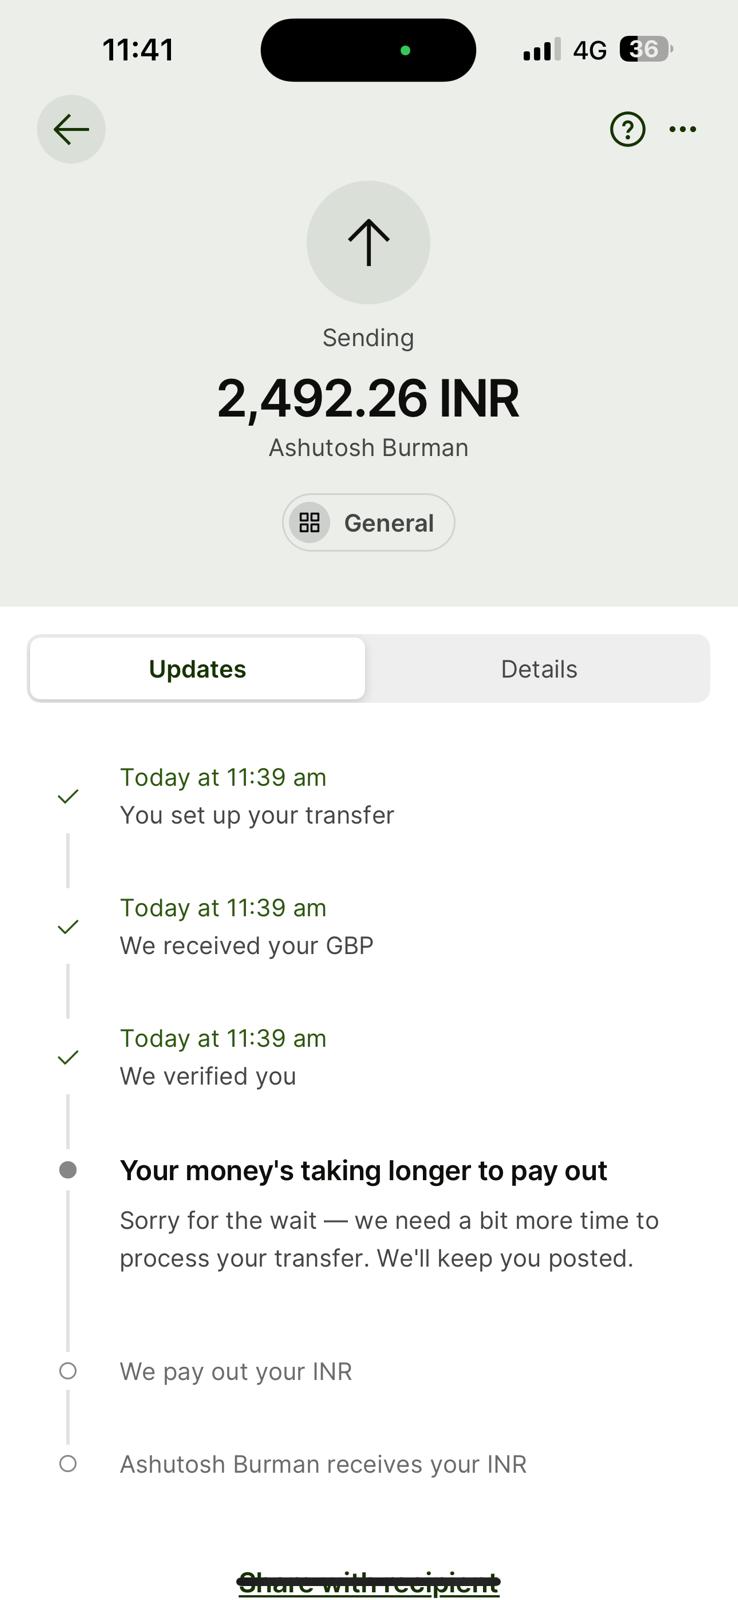 11:41
4G
36
Sending
2,492.26 INR
Ashutosh Burman
General
Updates
Details
Today at 11:39 am
You set up your transfer
Today at 11:39 am
We received your GBP
Today at 11:39 am
We verified you
Your money's taking longer to pay out
Sorry for the wait — we need a bit more time to
process your transfer. We'll keep you posted.
We pay out your INR
Ashutosh Burman receives your INR
Share with recipient